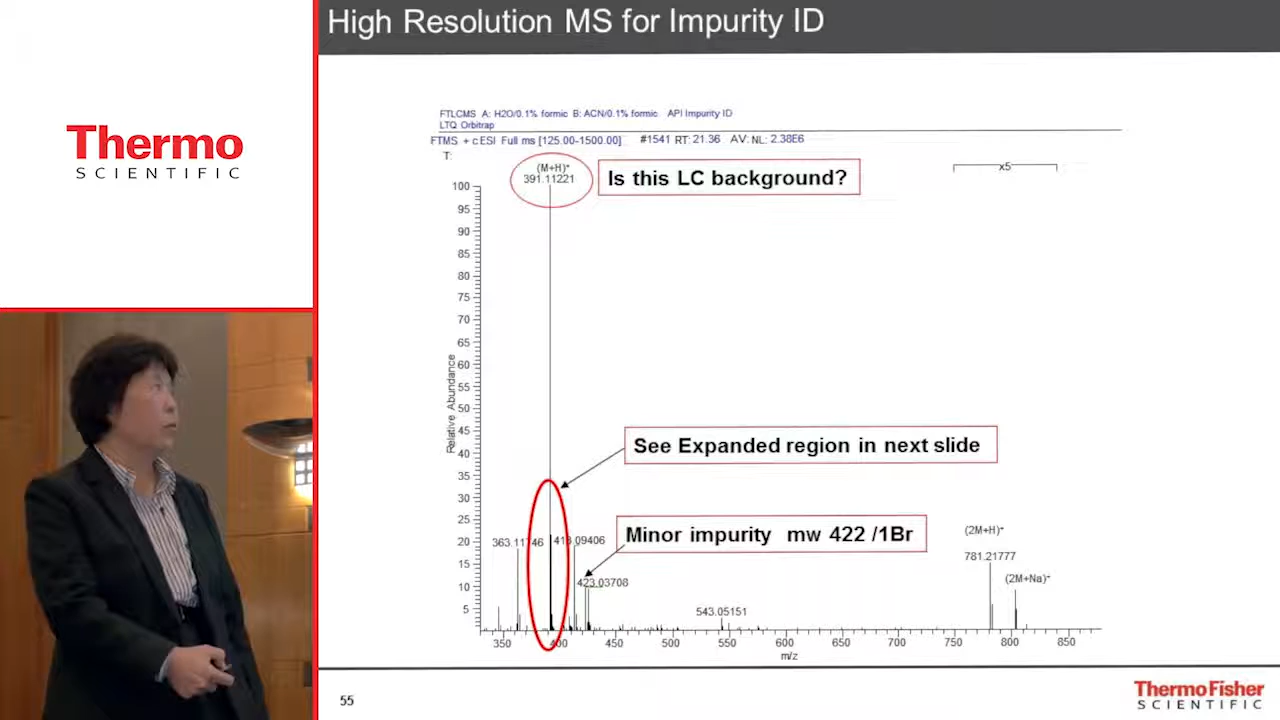 High Resolution MS for Impurity ID
Thermo
SCIENTIFIC
FTLCMS A: H2O/0.1% formic B: ACN/0.1% formic API Impurity ID
LTQ Orbitrap
FTMS + c ESI Full ms [125.00-1500.00] #1541 RT: 21.36 AV: NL: 2.38E6
T:
(M+H)+
391.11221
Is this LC background?
x5
100
95
90
85
80
75
70
65
60
55
50
45
40
35
30
25
20
15
10
5
Relative Abundance
See Expanded region in next slide
Minor impurity mw 422 /1Br
363.11746
413.09406
423.03708
543.05151
(2M+H)+
781.21777
(2M+Na)+
350 400 450 500 550 600 650 700 750 800 850
m/z
55
ThermoFisher
SCIENTIFIC